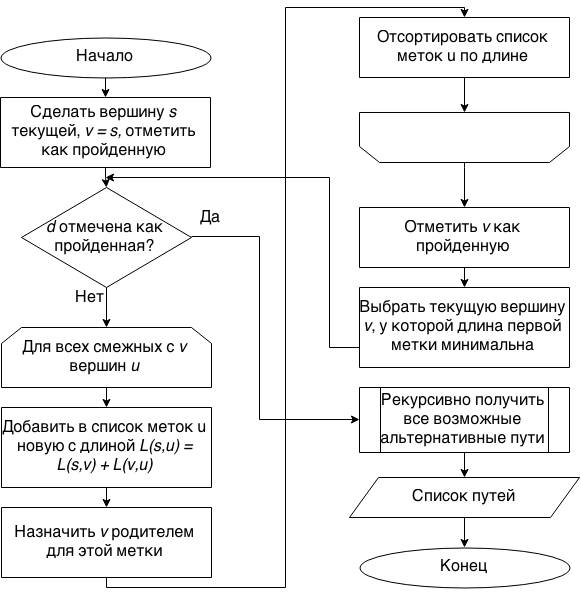 Начало
Сделать вершину s
текущей, v = s, отметить
как пройденную
d отмечена как
пройденная?
Да
Нет
Для всех смежных с v
вершин u
Добавить в список меток u
новую с длиной L(s,u) =
L(s,v) + L(v,u)
Назначить v родителем
для этой метки
Отсортировать список
меток u по длине
Отметить v как
пройденную
Выбрать текущую вершину
v, у которой длина первой
метки минимальна
Рекурсивно получить
все возможные
альтернативные пути
Список путей
Конец